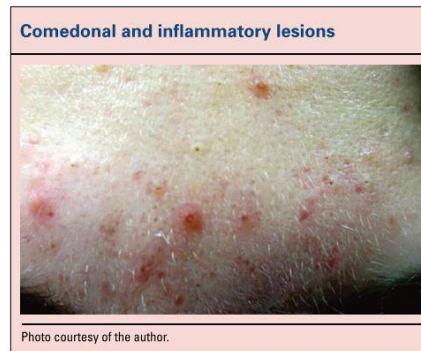 Comedonal and inflammatory lesions
Photo courtesy of the author.